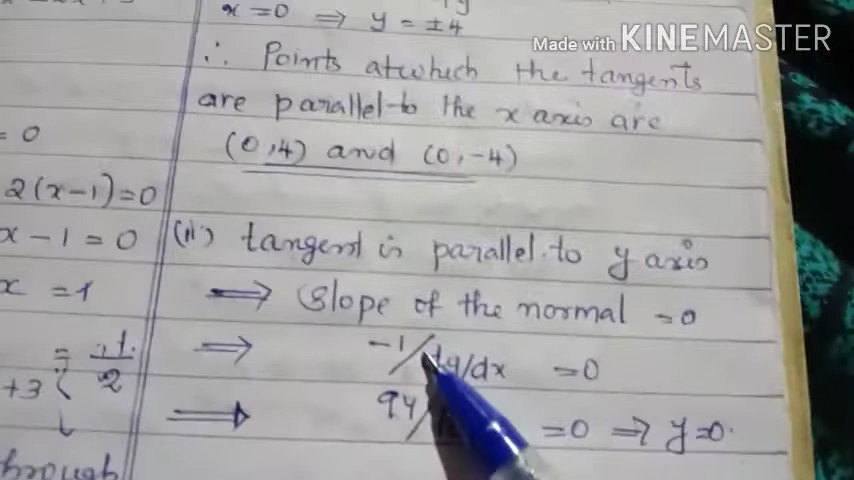 Made with KINEMASTER
x = 0 ⇒ y = ±4
∴ Points at which the tangents
are parallel to the x axis are
(0,4) and (0,-4)
= 0
2(x-1)=0
x - 1 = 0
x = 1
+3
(ii) tangent is parallel to y axis
⇒ Slope of the normal = 0
⇒ -1/dy/dx = 0
⇒ 9y/ = 0 ⇒ y=0.